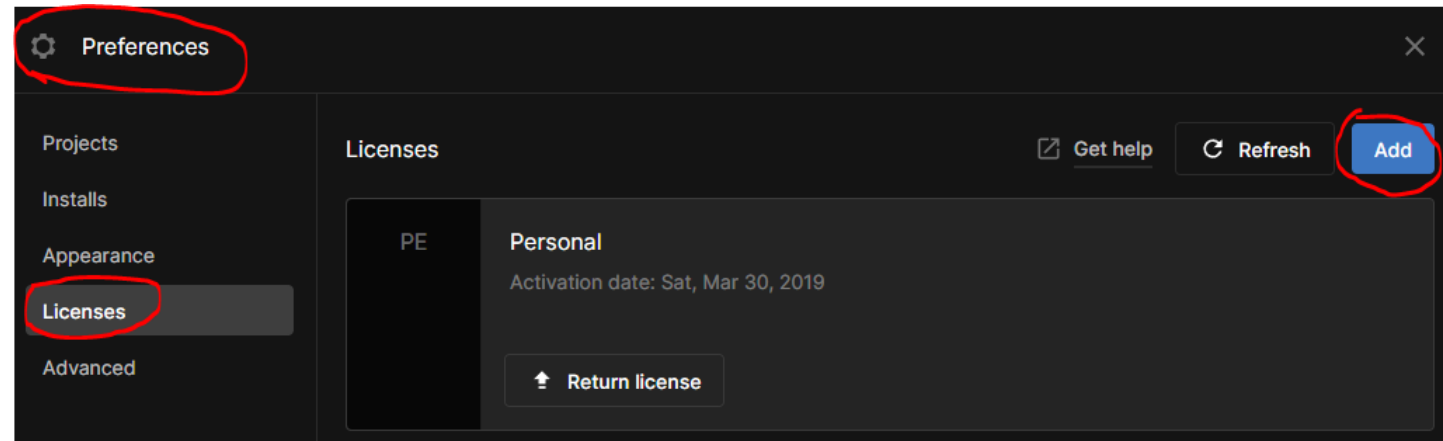 Preferences
Projects
Installs
Appearance
Licenses
Advanced
Licenses
Get help
Refresh
Add
PE
Personal
Activation date: Sat, Mar 30, 2019
Return license